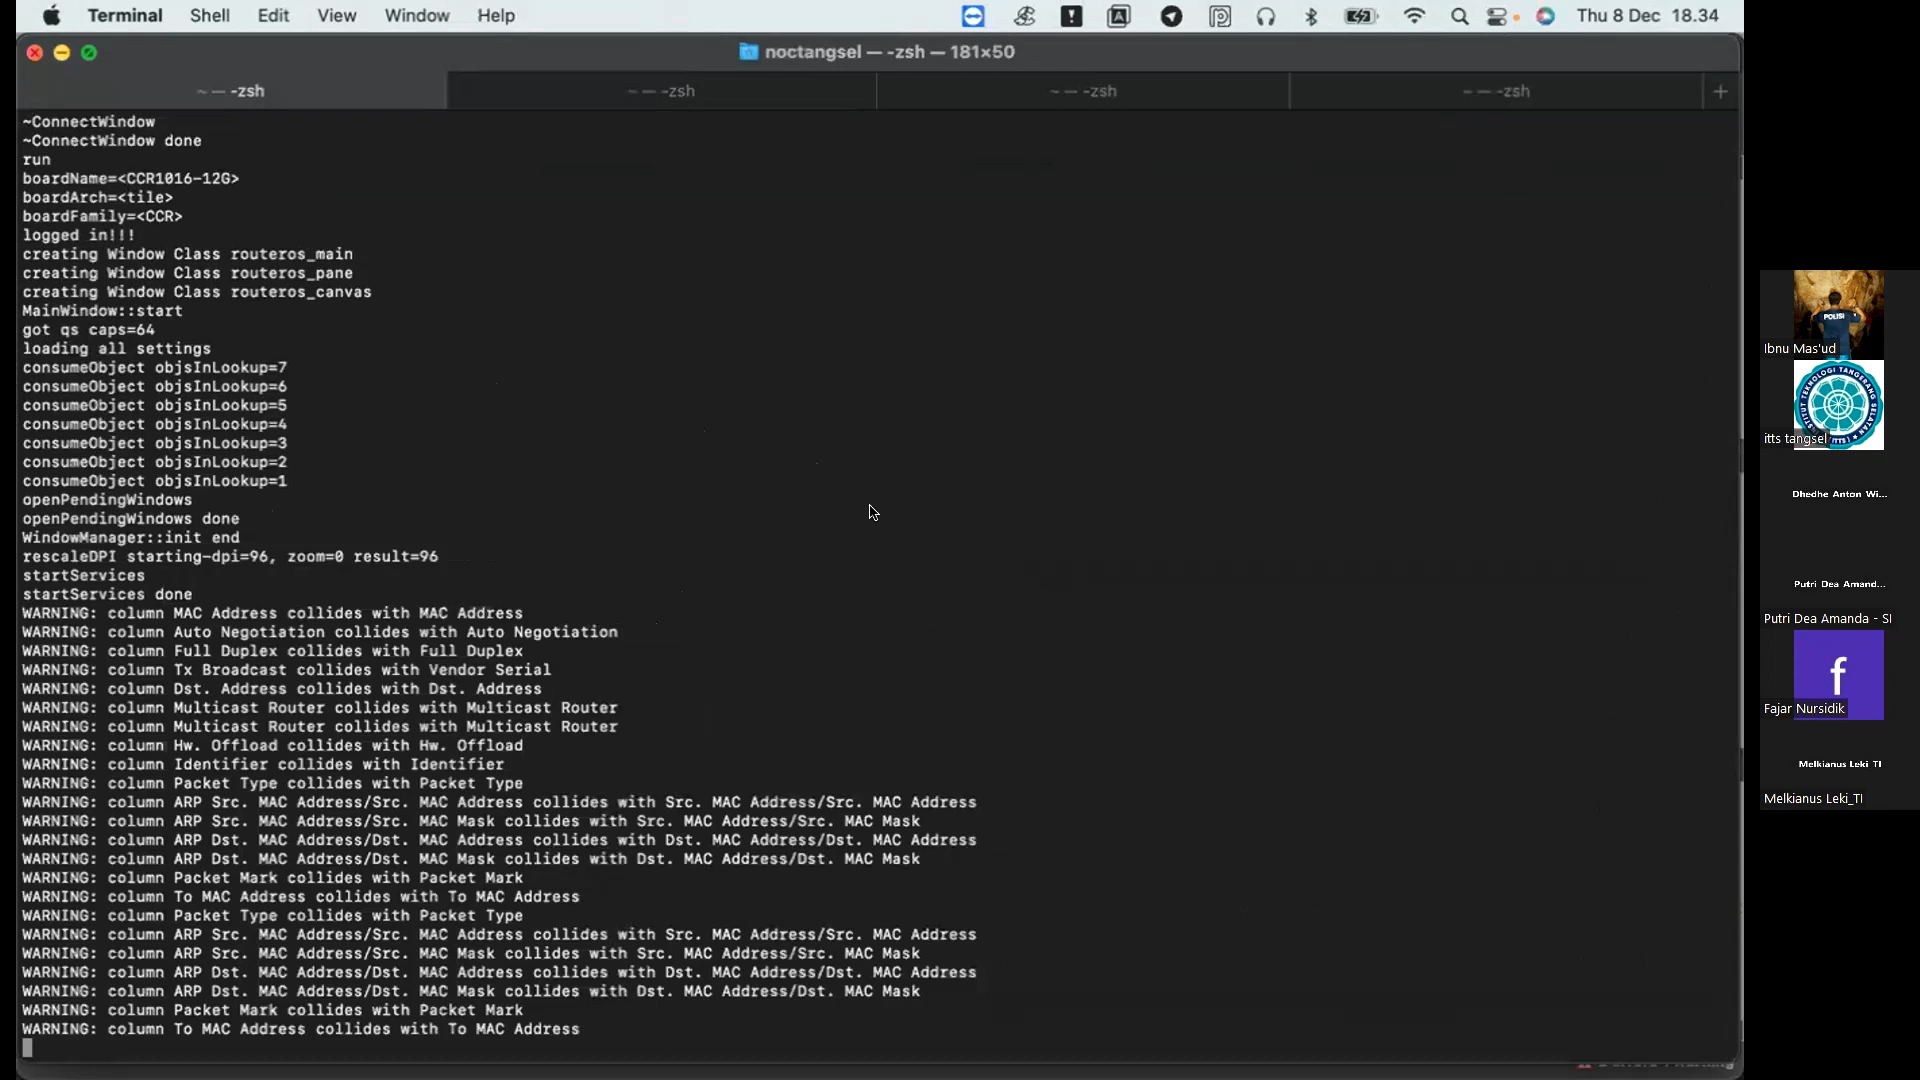 Terminal Shell Edit View Window Help Thu 8 Dec 18.34
noctangsel — -zsh — 181×50
~ — -zsh ~ — -zsh ~ — -zsh ~ — -zsh +
~ConnectWindow
~ConnectWindow done
run
boardName=<CCR1016-12G>
boardArch=<tile>
boardFamily=<CCR>
logged in!!!
creating Window Class routeros_main
creating Window Class routeros_pane
creating Window Class routeros_canvas
MainWindow::start
got qs caps=64
loading all settings
consumeObject objsInLookup=7
consumeObject objsInLookup=6
consumeObject objsInLookup=5
consumeObject objsInLookup=4
consumeObject objsInLookup=3
consumeObject objsInLookup=2
consumeObject objsInLookup=1
openPendingWindows
openPendingWindows done
WindowManager::init end
rescaleDPI starting-dpi=96, zoom=0 result=96
startServices
startServices done
WARNING: column MAC Address collides with MAC Address
WARNING: column Auto Negotiation collides with Auto Negotiation
WARNING: column Full Duplex collides with Full Duplex
WARNING: column Tx Broadcast collides with Vendor Serial
WARNING: column Dst. Address collides with Dst. Address
WARNING: column Multicast Router collides with Multicast Router
WARNING: column Multicast Router collides with Multicast Router
WARNING: column Hw. Offload collides with Hw. Offload
WARNING: column Identifier collides with Identifier
WARNING: column Packet Type collides with Packet Type
WARNING: column ARP Src. MAC Address/Src. MAC Address collides with Src. MAC Address/Src. MAC Address
WARNING: column ARP Src. MAC Address/Src. MAC Mask collides with Src. MAC Address/Src. MAC Mask
WARNING: column ARP Dst. MAC Address/Dst. MAC Address collides with Dst. MAC Address/Dst. MAC Address
WARNING: column ARP Dst. MAC Address/Dst. MAC Mask collides with Dst. MAC Address/Dst. MAC Mask
WARNING: column Packet Mark collides with Packet Mark
WARNING: column To MAC Address collides with To MAC Address
WARNING: column Packet Type collides with Packet Type
WARNING: column ARP Src. MAC Address/Src. MAC Address collides with Src. MAC Address/Src. MAC Address
WARNING: column ARP Src. MAC Address/Src. MAC Mask collides with Src. MAC Address/Src. MAC Mask
WARNING: column ARP Dst. MAC Address/Dst. MAC Address collides with Dst. MAC Address/Dst. MAC Address
WARNING: column ARP Dst. MAC Address/Dst. MAC Mask collides with Dst. MAC Address/Dst. MAC Mask
WARNING: column Packet Mark collides with Packet Mark
WARNING: column To MAC Address collides with To MAC Address
POLISI
Ibnu Mas'ud
INSTITUT TEKNOLOGI TANGERANG SELATAN
(ITTS)
itts tangsel
Dhedhe Anton Wi...
Putri Dea Amand...
Putri Dea Amanda - SI
f
Fajar Nursidik
Melkianus Leki TI
Melkianus Leki_TI